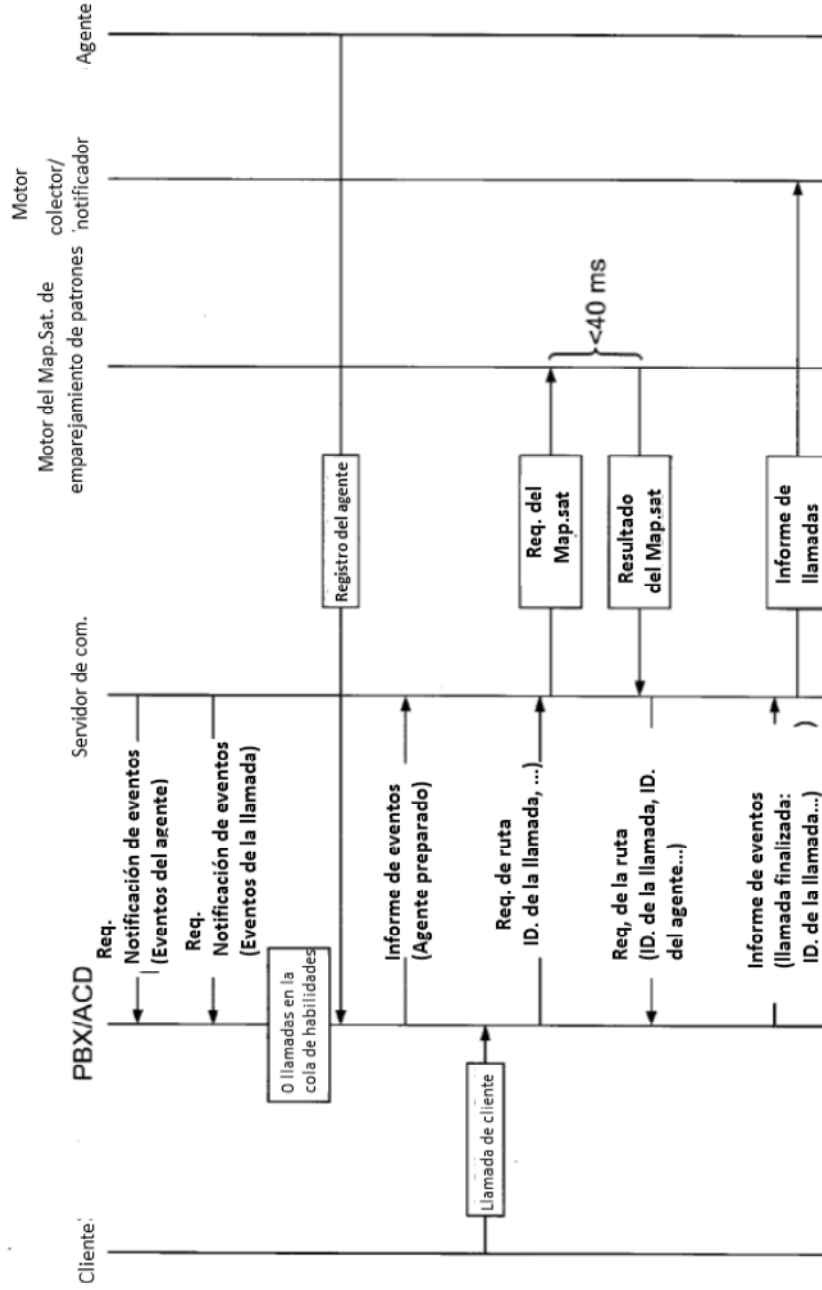 Cliente
PBX/ACD
Servidor de com.
Motor del Map.Sat. de
emparejamiento de patrones
Motor
colector/
notificador
Agente
Req.
Notificación de eventos
(Eventos del agente)
Req.
Notificación de eventos
(Eventos de la llamada)
0 llamadas en la
cola de habilidades
Registro del agente
Informe de eventos
(Agente preparado)
Llamada de cliente
Req. de ruta
ID. de la llamada, ...)
Req. del
Map.sat
<40 ms
Resultado
del Map.sat
Req, de la ruta
(ID. de la llamada, ID.
del agente...)
Informe de eventos
(llamada finalizada:
ID. de la llamada...)
)
Informe de
llamadas